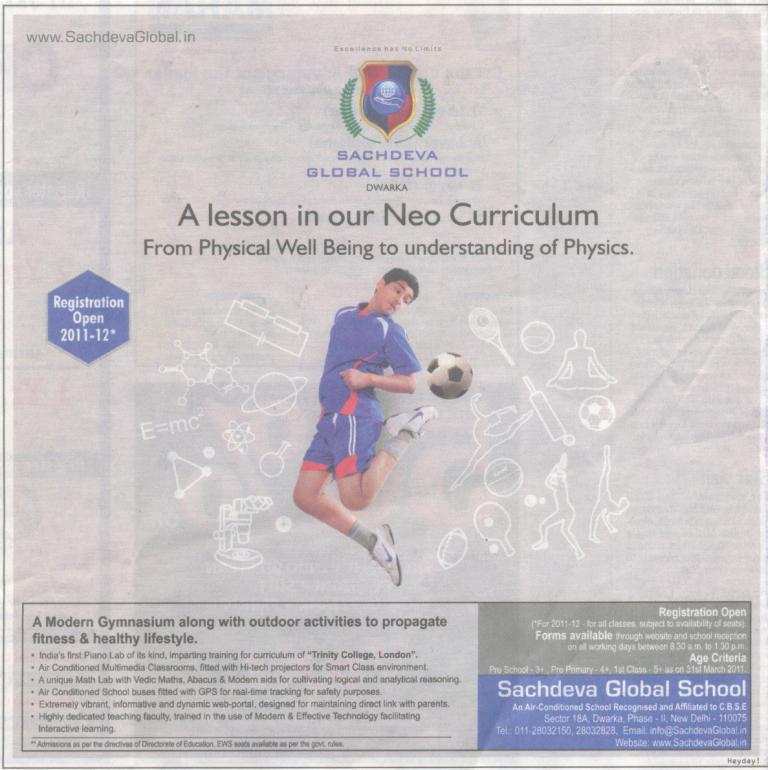 www.SachdevaGlobal.in
Excellence has No Limits
SACHDEVA
GLOBAL SCHOOL
DWARKA
A lesson in our Neo Curriculum
From Physical Well Being to understanding of Physics.
Registration
Open
2011-12*
E=mc²
A Modern Gymnasium along with outdoor activities to propagate
fitness & healthy lifestyle.
• India's first Piano Lab of its kind, imparting training for curriculum of "Trinity College, London".
• Air Conditioned Multimedia Classrooms, fitted with Hi-tech projectors for Smart Class environment.
• A unique Math Lab with Vedic Maths, Abacus & Modern aids for cultivating logical and analytical reasoning.
• Air Conditioned School buses fitted with GPS for real-time tracking for safety purposes.
• Extremely vibrant, informative and dynamic web-portal, designed for maintaining direct link with parents.
• Highly dedicated teaching faculty, trained in the use of Modern & Effective Technology facilitating
Interactive learning.
** Admissions as per the directives of Directorate of Education. EWS seats available as per the govt. rules.
Registration Open
(*For 2011-12 - for all classes, subject to availability of seats).
Forms available through website and school reception
on all working days between 8.30 a.m. to 1.30 p.m.
Age Criteria
Pre School - 3+, Pre Primary - 4+, 1st Class - 5+ as on 31st March 2011.
Sachdeva Global School
An Air-Conditioned School Recognised and Affiliated to C.B.S.E
Sector 18A, Dwarka, Phase - II, New Delhi - 110075
Tel.: 011-28032150, 28032828, Email: info@SachdevaGlobal.in
Website: www.SachdevaGlobal.in
Heyday!